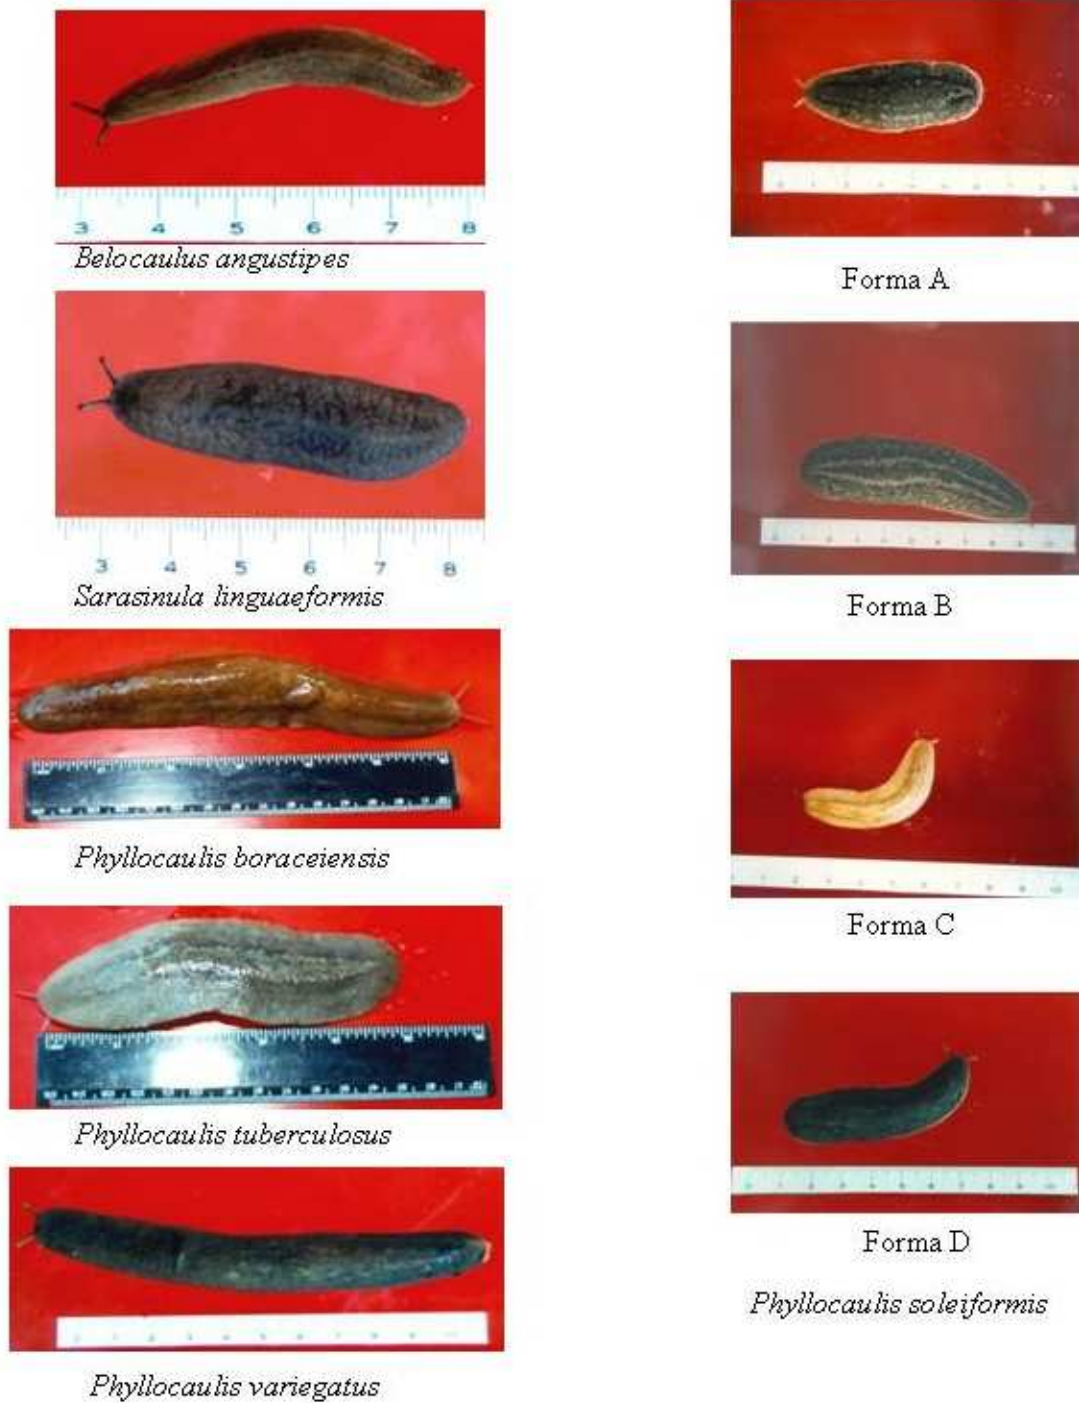 3 4 5 6 7 8
Belocaulus angustipes
3 4 5 6 7 8
Sarasinula linguaeformis
Phyllocaulis boraceiensis
Phyllocaulis tuberculosus
Phyllocaulis variegatus
Forma A
Forma B
Forma C
Forma D
Phyllocaulis soleiformis